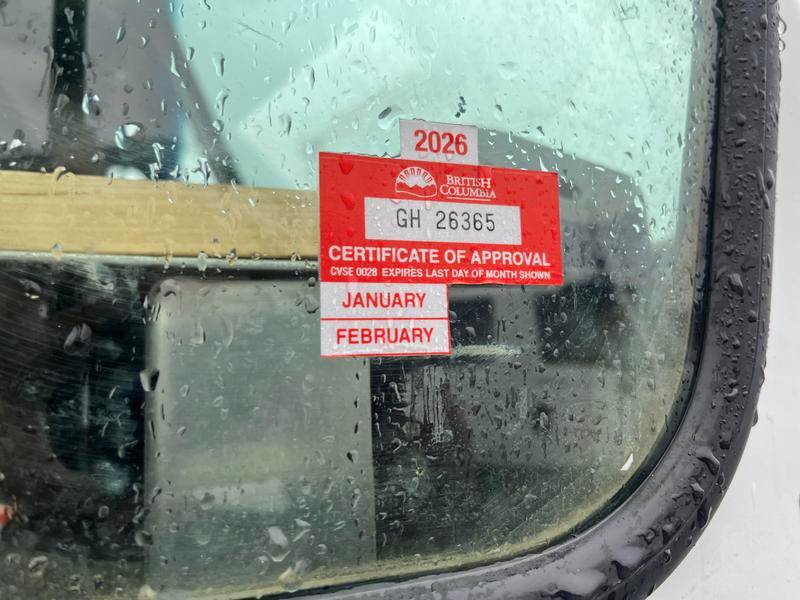 2026
BRITISH
COLUMBIA
GH 26365
CERTIFICATE OF APPROVAL
CVSE 0028 EXPIRES LAST DAY OF MONTH SHOWN
JANUARY
FEBRUARY